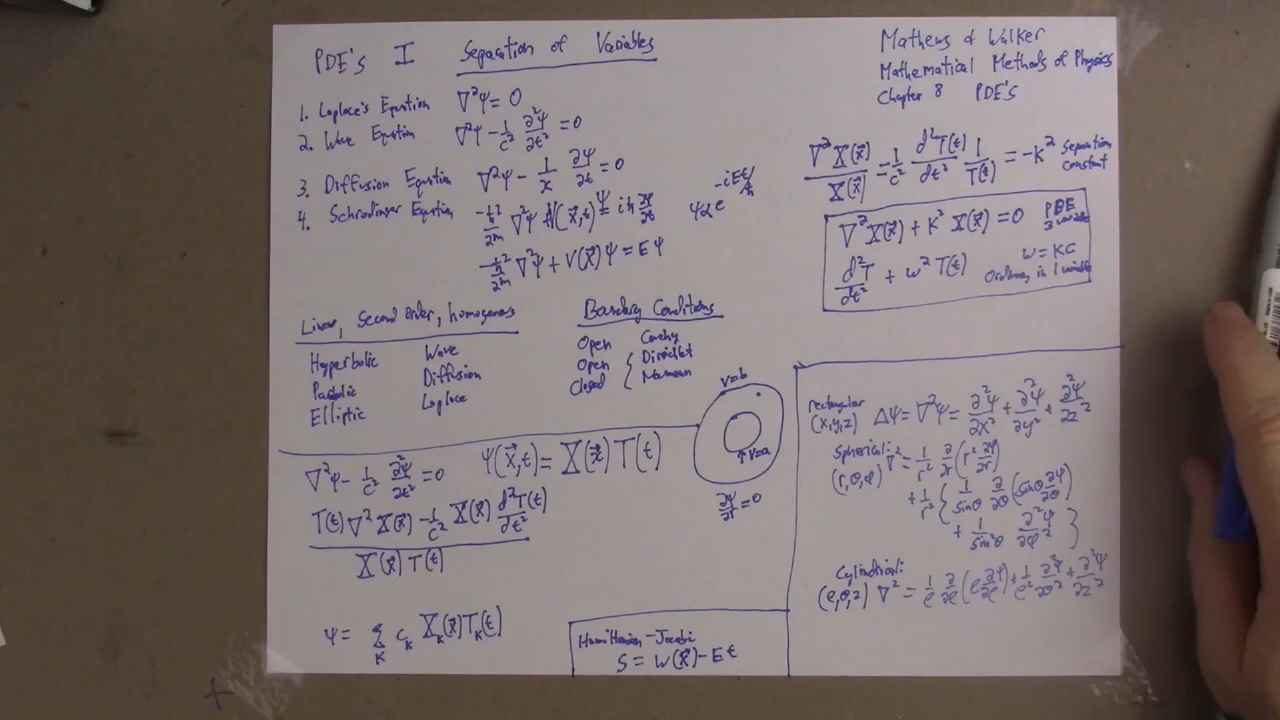 PDE'S I Separation of Variables
1. Laplace's Equation ∇²ψ = 0
2. Wave Equation ∇²ψ - 1/c² ∂²ψ/∂t² = 0
3. Diffusion Equation ∇²ψ - 1/x ∂ψ/∂t = 0
4. Schrodinger Equation -ħ²/2m ∇²ψ (x⃗,t)ψ = iħ ∂ψ/∂t ψ α e^(-iEt/ħ)
-ħ²/2m ∇²ψ + V(x⃗)ψ = Eψ
Linear, Second Order, homogenous
Hyperbolic Wave
Parabolic Diffusion
Elliptic Laplace
Boundary Conditions
Open Cauchy
Open Dirichlet
Closed Neumann
v=b
v=a
∂ψ/∂r = 0
∇²ψ - 1/c² ∂²ψ/∂t² = 0 ψ(x⃗,t) = X(x⃗) T(t)
T(t)∇² X(x⃗) - 1/c² X(x⃗) d²T(t)/dt²
X(x⃗) T(t)
ψ = Σ_K c_K X_K(x⃗) T_K(t)
Hamiltonian-Jacobi
S = W(x⃗) - Et
Mathews & Walker
Mathematical Methods of Physics
Chapter 8 PDE'S
∇²X(x⃗)/X(x⃗) - 1/c² d²T(t)/dt² 1/T(t) = -K² Separation
constant
∇²X(x⃗) + K² X(x⃗) = 0 PDE
3 variable
d²T/dt² + ω² T(t) ω = KC
Ordinary in 1 variable
rectangular
(x,y,z) Δψ = ∇²ψ = ∂²ψ/∂x² + ∂²ψ/∂y² + ∂²ψ/∂z²
Spherical:
(r,θ,φ) ∇² = 1/r² ∂/∂r (r² ∂ψ/∂r)
+ 1/r² { 1/sinθ ∂/∂θ (sinθ ∂ψ/∂θ)
+ 1/sin²θ ∂²ψ/∂φ² }
Cylindrical:
(ρ,θ,z) ∇² = 1/ρ ∂/∂ρ (ρ ∂ψ/∂ρ) + 1/ρ² ∂²ψ/∂θ² + ∂²ψ/∂z²